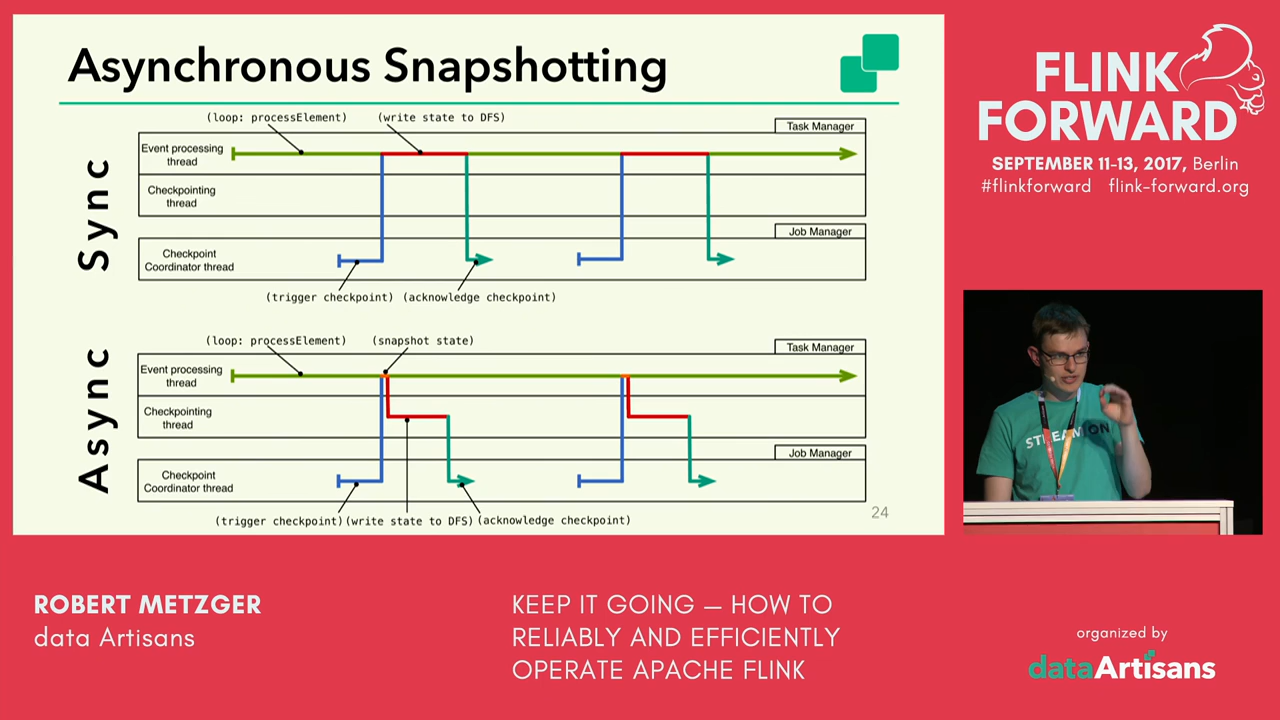 Asynchronous Snapshotting
Sync
(loop: processElement)
(write state to DFS)
Task Manager
Event processing
thread
Checkpointing
thread
Job Manager
Checkpoint
Coordinator thread
(trigger checkpoint)
(acknowledge checkpoint)
Async
(loop: processElement)
(snapshot state)
Task Manager
Event processing
thread
Checkpointing
thread
Job Manager
Checkpoint
Coordinator thread
(trigger checkpoint)
(write state to DFS)
(acknowledge checkpoint)
24
FLINK
FORWARD
SEPTEMBER 11-13, 2017, Berlin
#flinkforward flink-forward.org
STREAM ON
ROBERT METZGER
data Artisans
KEEP IT GOING — HOW TO
RELIABLY AND EFFICIENTLY
OPERATE APACHE FLINK
organized by
dataArtisans